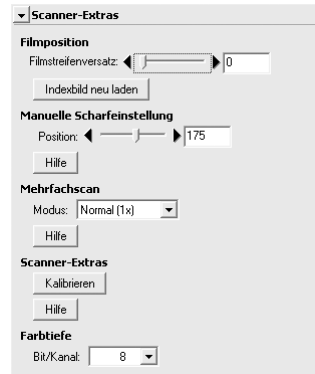 Scanner-Extras
Filmposition
Filmstreifenversatz: 0
Indexbild neu laden
Manuelle Scharfeinstellung
Position: 175
Hilfe
Mehrfachscan
Modus: Normal (1x)
Hilfe
Scanner-Extras
Kalibrieren
Hilfe
Farbtiefe
Bit/Kanal: 8